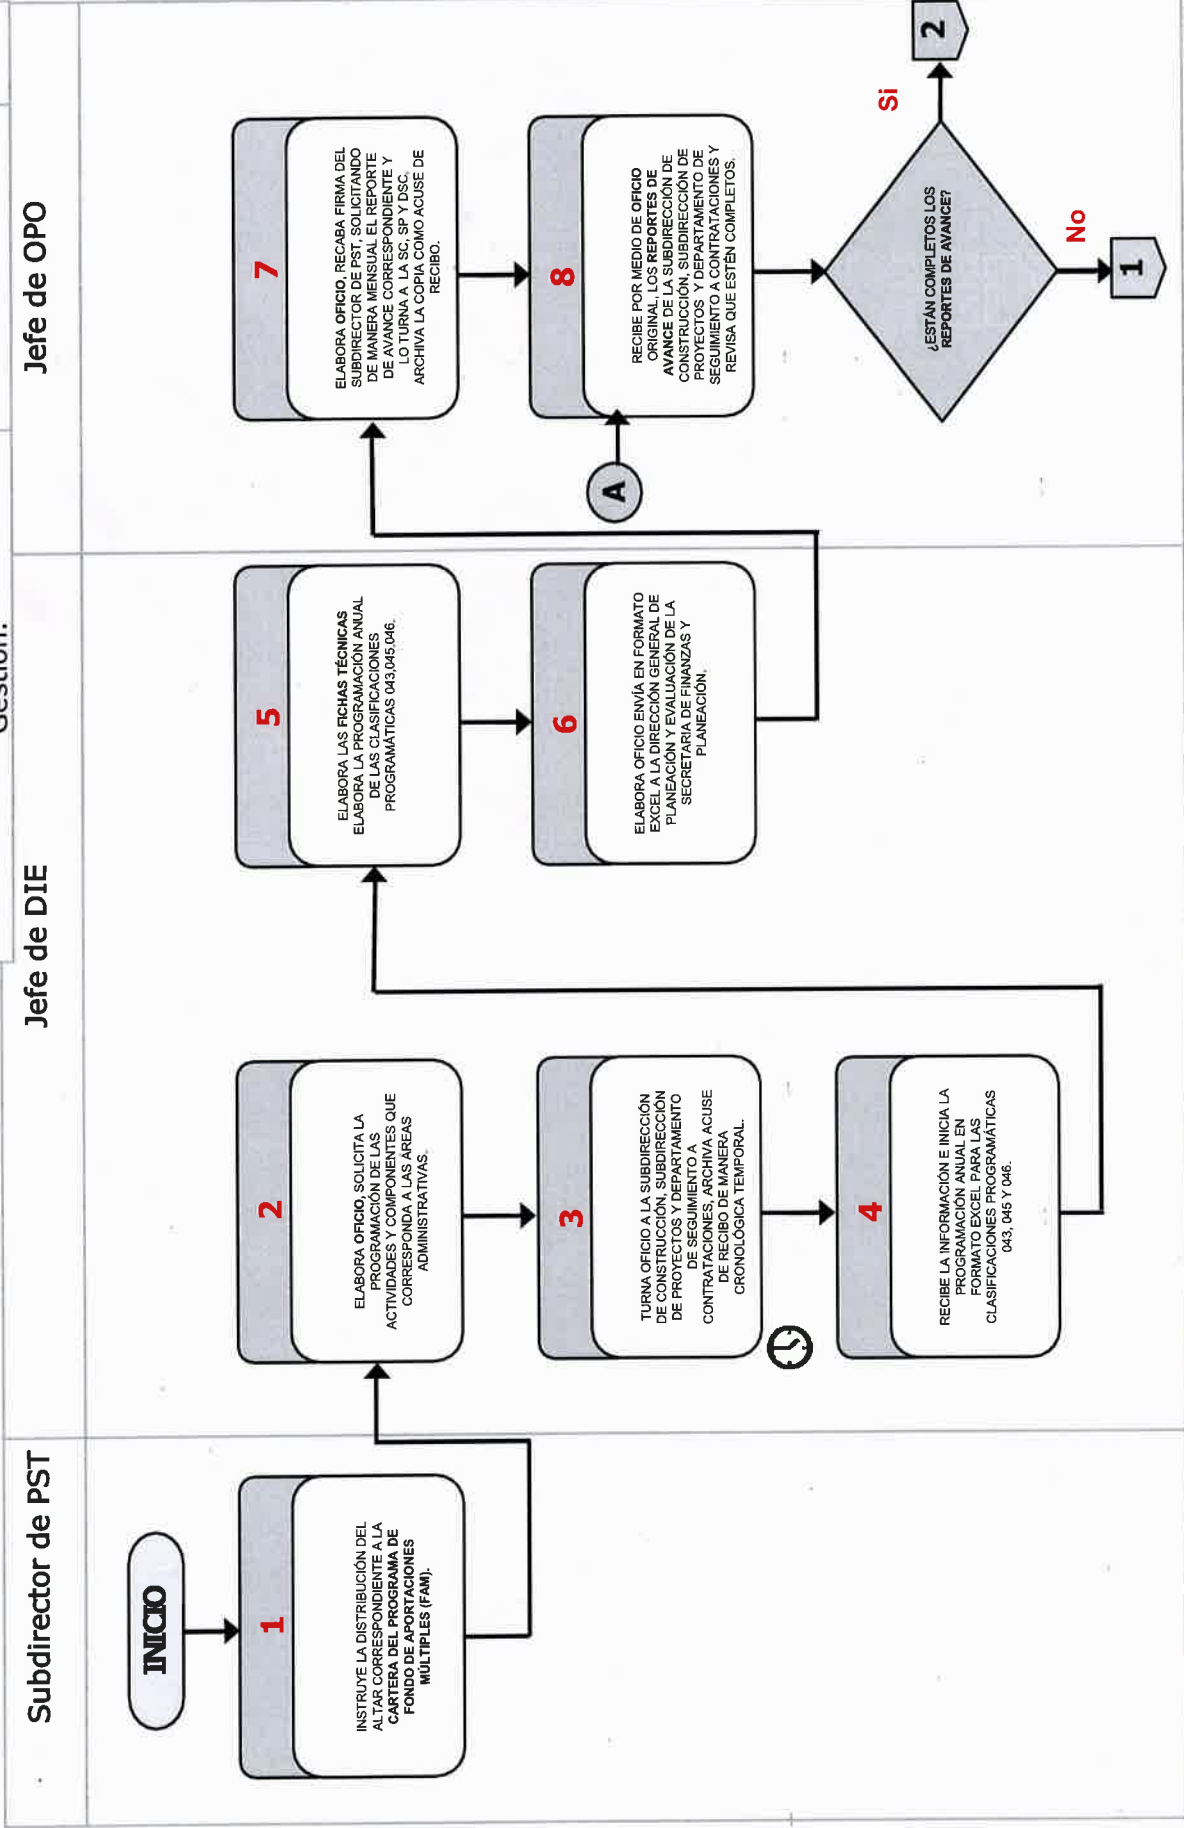 Subdirector de PST
Jefe de DIE
Jefe de OPO
INICIO
1
INSTRUYE LA DISTRIBUCIÓN DEL
ALTAR CORRESPONDIENTE A LA
CARTERA DEL PROGRAMA DE
FONDO DE APORTACIONES
MÚLTIPLES (FAM).
2
ELABORA OFICIO, SOLICITA LA
PROGRAMACIÓN DE LAS
ACTIVIDADES Y COMPONENTES QUE
CORRESPONDA A LAS ÁREAS
ADMINISTRATIVAS.
3
TURNA OFICIO A LA SUBDIRECCIÓN
DE CONSTRUCCIÓN, SUBDIRECCIÓN
DE PROYECTOS Y DEPARTAMENTO
DE SEGUIMIENTO A
CONTRATACIONES, ARCHIVA ACUSE
DE RECIBO DE MANERA
CRONOLÓGICA TEMPORAL.
4
RECIBE LA INFORMACIÓN E INICIA LA
PROGRAMACIÓN ANUAL EN
FORMATO EXCEL PARA LAS
CLASIFICACIONES PROGRAMÁTICAS
043, 045 Y 046.
5
ELABORA LAS FICHAS TÉCNICAS
ELABORA LA PROGRAMACIÓN ANUAL
DE LAS CLASIFICACIONES
PROGRAMÁTICAS 043,045,046.
6
ELABORA OFICIO ENVÍA EN FORMATO
EXCEL A LA DIRECCIÓN GENERAL DE
PLANEACIÓN Y EVALUACIÓN DE LA
SECRETARIA DE FINANZAS Y
PLANEACIÓN.
7
ELABORA OFICIO, RECABA FIRMA DEL
SUBDIRECTOR DE PST, SOLICITANDO
DE MANERA MENSUAL EL REPORTE
DE AVANCE CORRESPONDIENTE Y
LO TURNA A LA SC, SP Y DSC,
ARCHIVA LA COPIA COMO ACUSE DE
RECIBO.
A
8
RECIBE POR MEDIO DE OFICIO
ORIGINAL, LOS REPORTES DE
AVANCE DE LA SUBDIRECCIÓN DE
CONSTRUCCIÓN, SUBDIRECCIÓN DE
PROYECTOS Y DEPARTAMENTO DE
SEGUIMIENTO A CONTRATACIONES Y
REVISA QUE ESTÉN COMPLETOS.
¿ESTÁN COMPLETOS LOS
REPORTES DE AVANCE?
Si
2
No
1